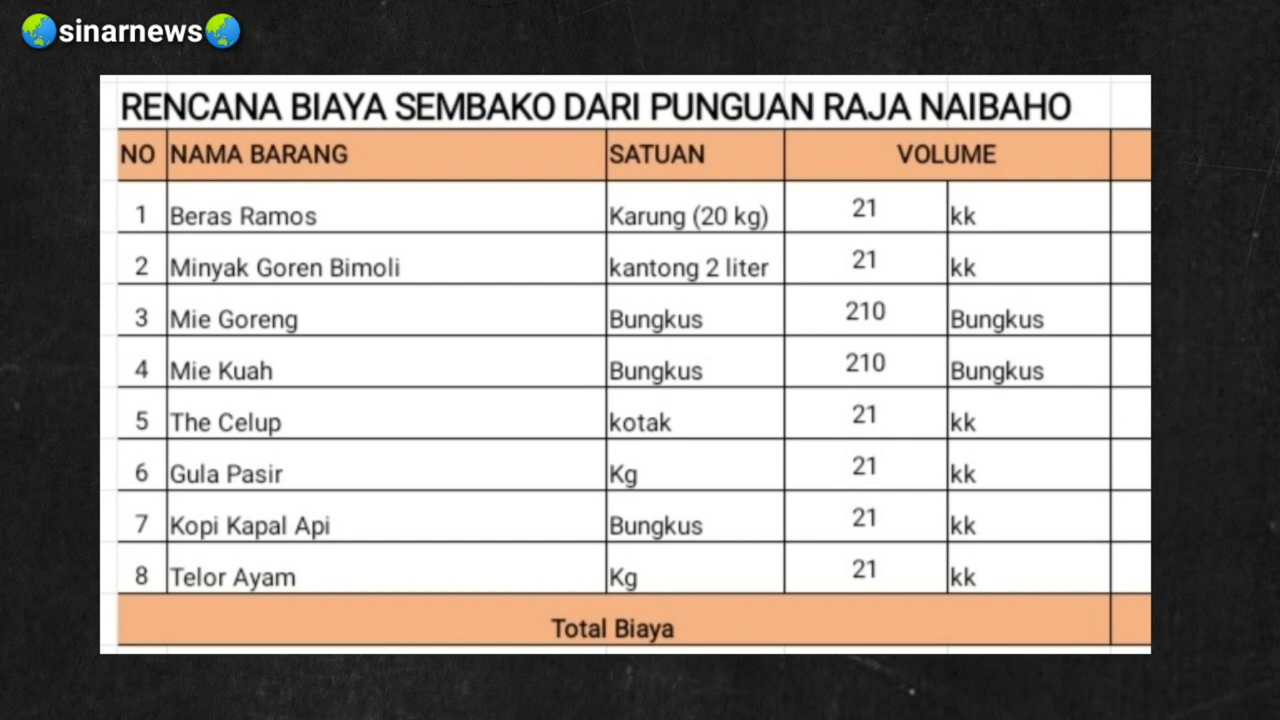 sinarnews
RENCANA BIAYA SEMBAKO DARI PUNGUAN RAJA NAIBAHO
NO NAMA BARANG SATUAN VOLUME
1 Beras Ramos Karung (20 kg) 21 kk
2 Minyak Goren Bimoli kantong 2 liter 21 kk
3 Mie Goreng Bungkus 210 Bungkus
4 Mie Kuah Bungkus 210 Bungkus
5 The Celup kotak 21 kk
6 Gula Pasir Kg 21 kk
7 Kopi Kapal Api Bungkus 21 kk
8 Telor Ayam Kg 21 kk
Total Biaya